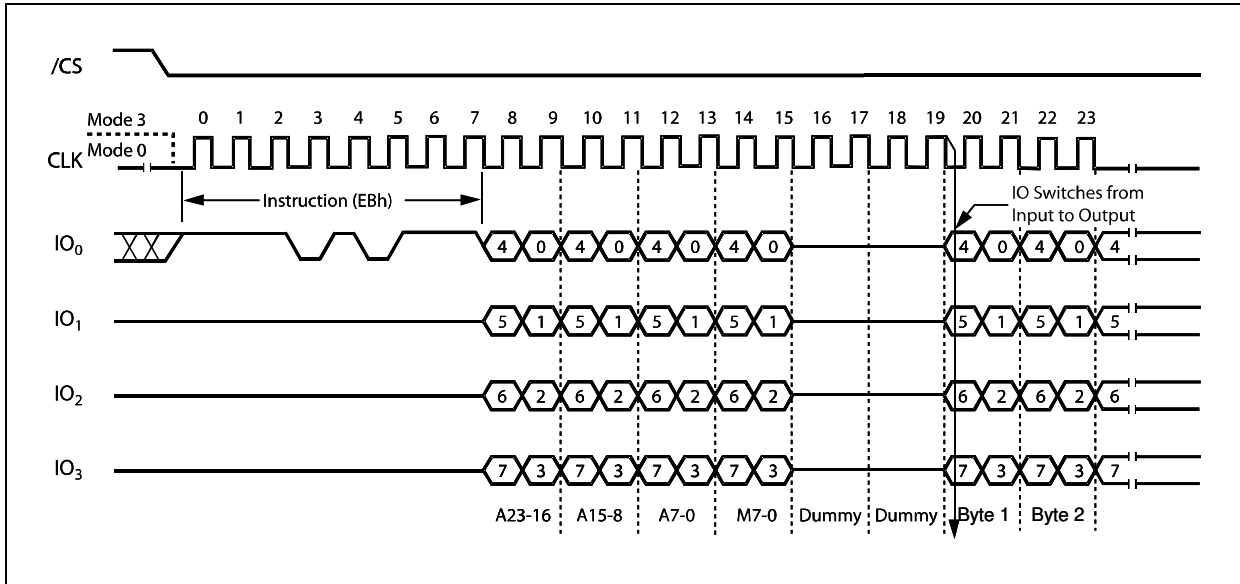 /CS
Mode 3
0 1 2 3 4 5 6 7 8 9 10 11 12 13 14 15 16 17 18 19 20 21 22 23
Mode 0
CLK
Instruction (EBh)
IO Switches from
Input to Output
IO₀ 4 0 4 0 4 0 4 0 4 0 4 0 4
IO₁ 5 1 5 1 5 1 5 1 5 1 5 1 5
IO₂ 6 2 6 2 6 2 6 2 6 2 6 2 6
IO₃ 7 3 7 3 7 3 7 3 7 3 7 3 7
A23-16 A15-8 A7-0 M7-0 Dummy Dummy Byte 1 Byte 2